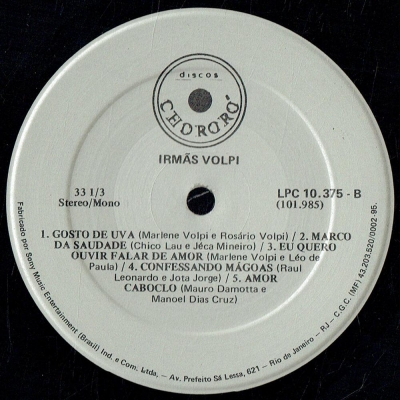 discos
CHORORÓ
IRMÃS VOLPI
33 1/3
Stereo/Mono
LPC 10.375 - B
(101.985)
1. GOSTO DE UVA (Marlene Volpi e Rosário Volpi) / 2. MARCO
DA SAUDADE (Chico Lau e Jéca Mineiro) / 3. EU QUERO
OUVIR FALAR DE AMOR (Marlene Volpi e Léo de
Paula) / 4. CONFESSANDO MÁGOAS (Raul
Leonardo e Jota Jorge) / 5. AMOR
CABOCLO (Mauro Damotta e
Manoel Dias Cruz)
Fabricado por Sony Music Entertainment (Brasil) Ind. e Com. Ltda, – Av. Prefeito Sá Lessa, 621 – Rio de Janeiro – RJ – C.G.C. (MF) 43.203.520/0002-95.